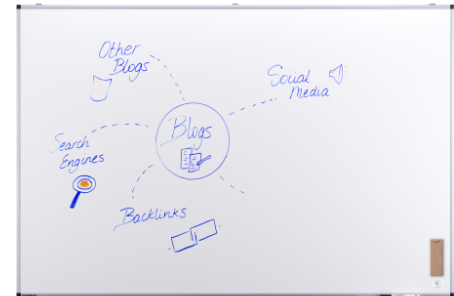 Other
Blogs
Social
Media
Blogs
Search
Engines
Backlinks